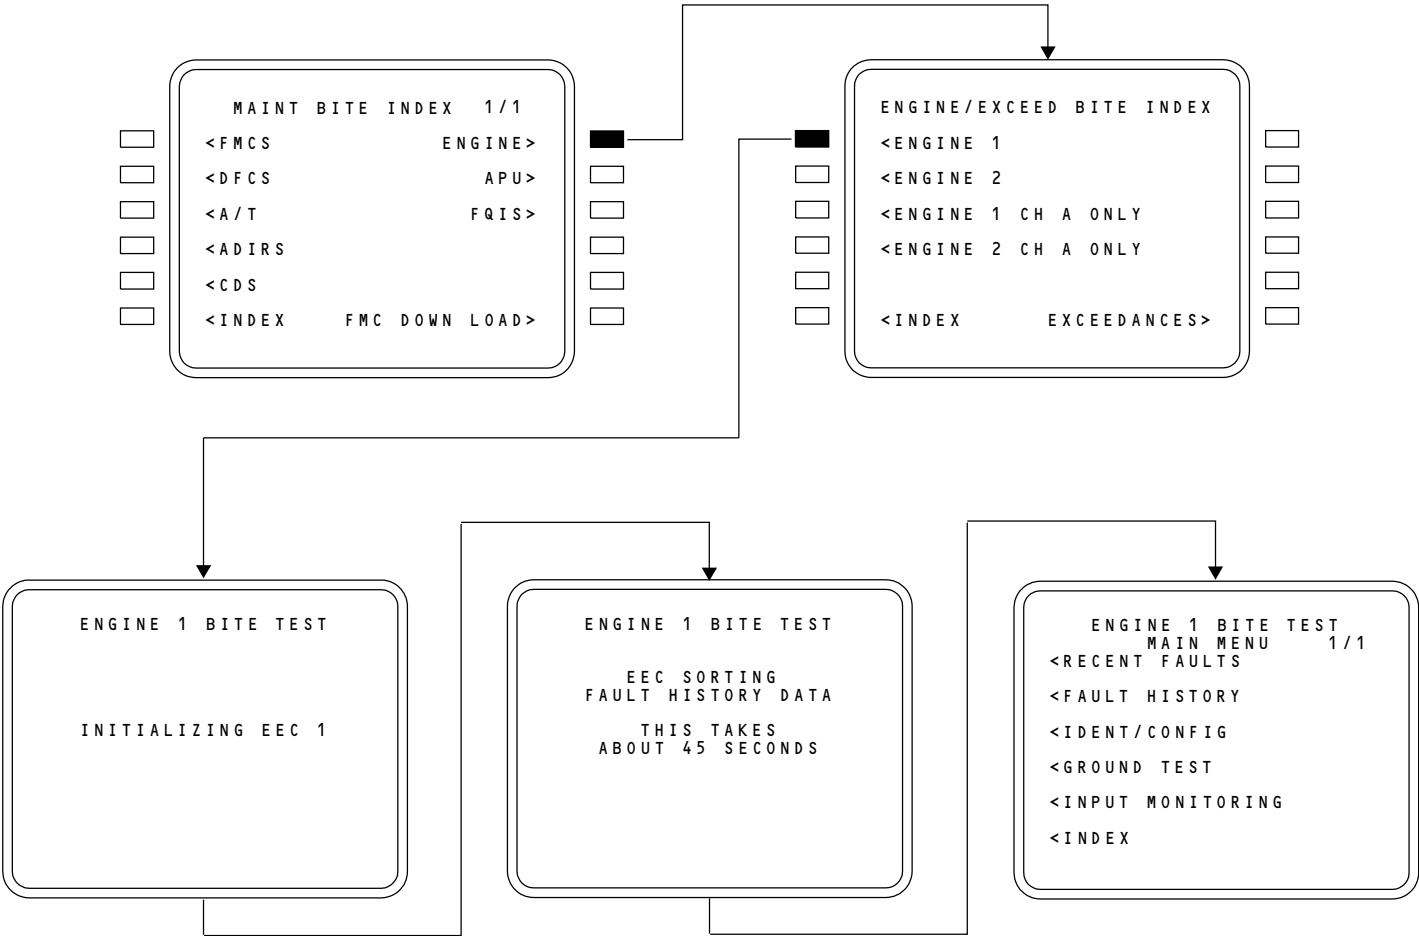 MAINT BITE INDEX 1/1
<FMCS ENGINE>
<DFCS APU>
<A/T FQIS>
<ADIRS
<CDS
<INDEX FMC DOWN LOAD>
ENGINE/EXCEED BITE INDEX
<ENGINE 1
<ENGINE 2
<ENGINE 1 CH A ONLY
<ENGINE 2 CH A ONLY
<INDEX EXCEEDANCES>
ENGINE 1 BITE TEST
INITIALIZING EEC 1
ENGINE 1 BITE TEST
EEC SORTING
FAULT HISTORY DATA
THIS TAKES
ABOUT 45 SECONDS
ENGINE 1 BITE TEST
MAIN MENU 1/1
<RECENT FAULTS
<FAULT HISTORY
<IDENT/CONFIG
<GROUND TEST
<INPUT MONITORING
<INDEX